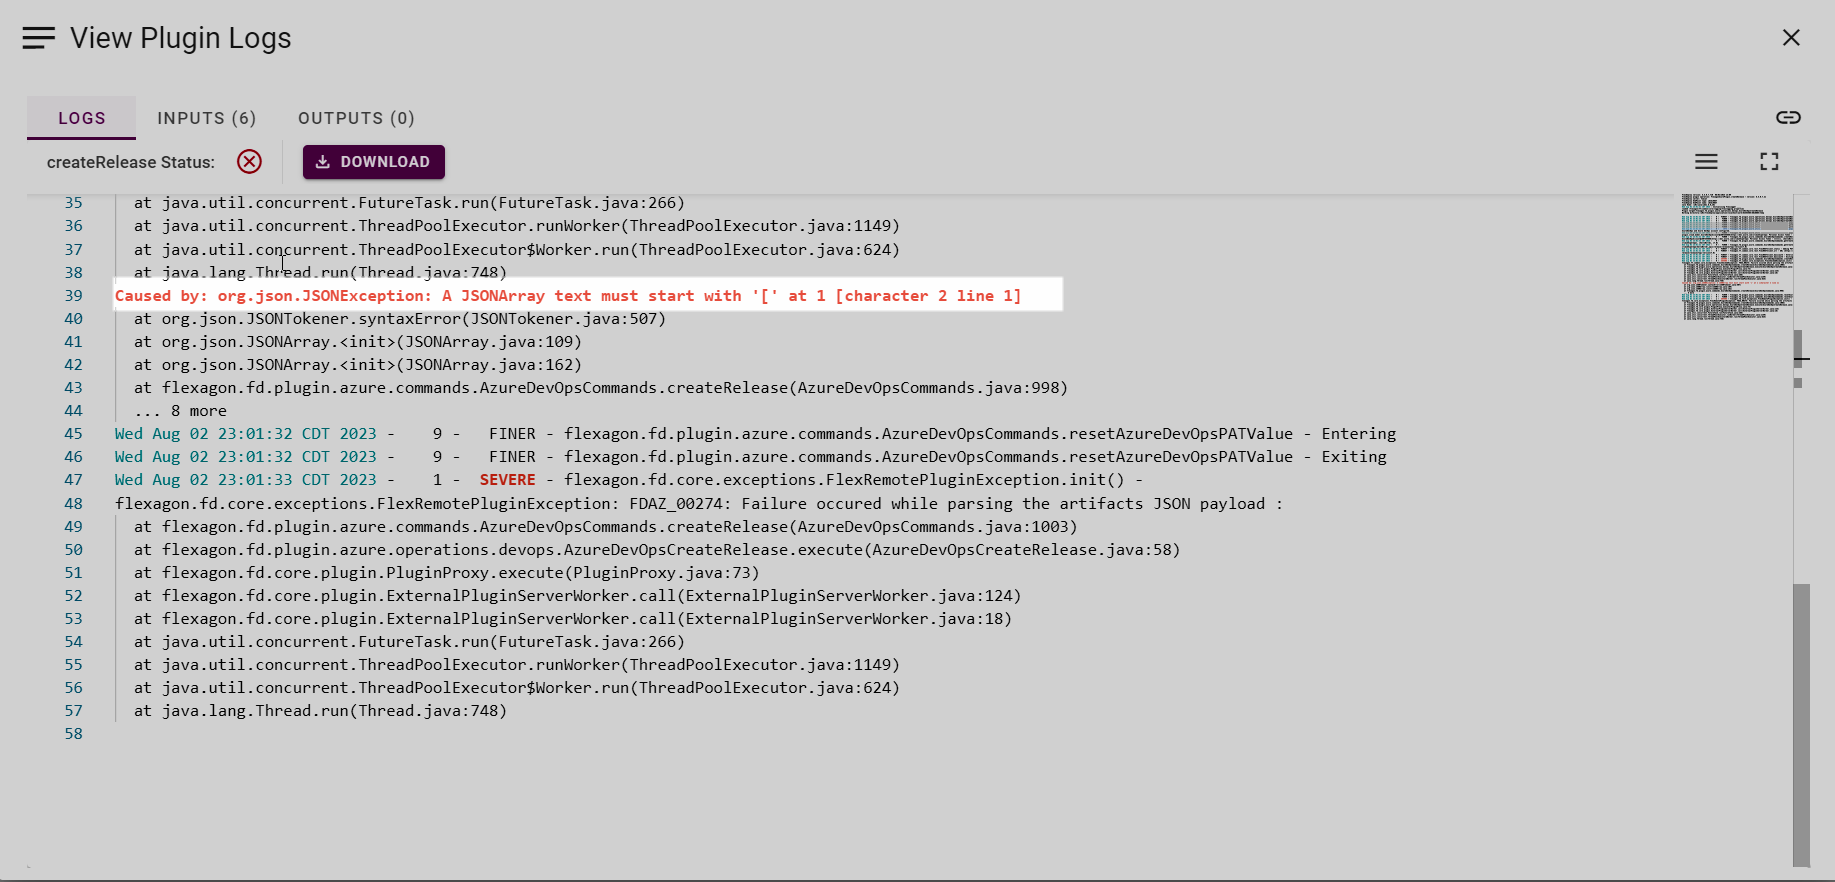 View Plugin Logs
LOGS INPUTS (6) OUTPUTS (0)
createRelease Status: DOWNLOAD
35 at java.util.concurrent.FutureTask.run(FutureTask.java:266)
36 at java.util.concurrent.ThreadPoolExecutor.runWorker(ThreadPoolExecutor.java:1149)
37 at java.util.concurrent.ThreadPoolExecutor$Worker.run(ThreadPoolExecutor.java:624)
38 at java.lang.Thread.run(Thread.java:748)
39 Caused by: org.json.JSONException: A JSONArray text must start with '[' at 1 [character 2 line 1]
40 at org.json.JSONTokener.syntaxError(JSONTokener.java:507)
41 at org.json.JSONArray.<init>(JSONArray.java:109)
42 at org.json.JSONArray.<init>(JSONArray.java:162)
43 at flexagon.fd.plugin.azure.commands.AzureDevOpsCommands.createRelease(AzureDevOpsCommands.java:998)
44 ... 8 more
45 Wed Aug 02 23:01:32 CDT 2023 - 9 - FINER - flexagon.fd.plugin.azure.commands.AzureDevOpsCommands.resetAzureDevOpsPATValue - Entering
46 Wed Aug 02 23:01:32 CDT 2023 - 9 - FINER - flexagon.fd.plugin.azure.commands.AzureDevOpsCommands.resetAzureDevOpsPATValue - Exiting
47 Wed Aug 02 23:01:33 CDT 2023 - 1 - SEVERE - flexagon.fd.core.exceptions.FlexRemotePluginException.init() -
48 flexagon.fd.core.exceptions.FlexRemotePluginException: FDAZ_00274: Failure occured while parsing the artifacts JSON payload :
49 at flexagon.fd.plugin.azure.commands.AzureDevOpsCommands.createRelease(AzureDevOpsCommands.java:1003)
50 at flexagon.fd.plugin.azure.operations.devops.AzureDevOpsCreateRelease.execute(AzureDevOpsCreateRelease.java:58)
51 at flexagon.fd.core.plugin.PluginProxy.execute(PluginProxy.java:73)
52 at flexagon.fd.core.plugin.ExternalPluginServerWorker.call(ExternalPluginServerWorker.java:124)
53 at flexagon.fd.core.plugin.ExternalPluginServerWorker.call(ExternalPluginServerWorker.java:18)
54 at java.util.concurrent.FutureTask.run(FutureTask.java:266)
55 at java.util.concurrent.ThreadPoolExecutor.runWorker(ThreadPoolExecutor.java:1149)
56 at java.util.concurrent.ThreadPoolExecutor$Worker.run(ThreadPoolExecutor.java:624)
57 at java.lang.Thread.run(Thread.java:748)
58